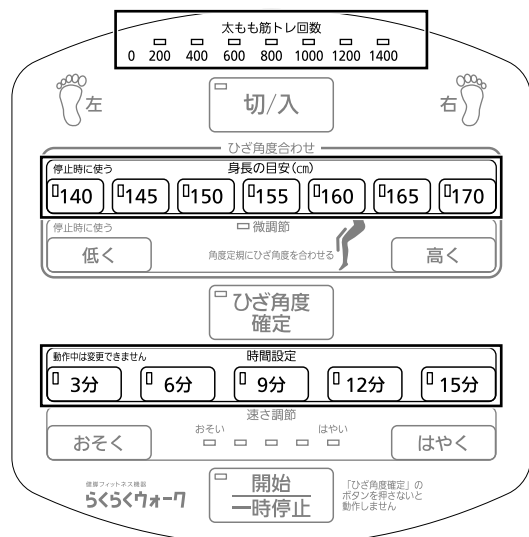 太もも筋トレ回数
0 200 400 600 800 1000 1200 1400
左
切/入
右
ひざ角度合わせ
停止時に使う
身長の目安(㎝)
140 145 150 155 160 165 170
停止時に使う
微調節
低く
角度定規にひざ角度を合わせる
高く
ひざ角度
確定
動作中は変更できません
時間設定
3分 6分 9分 12分 15分
速さ調節
おそく
おそい
はやい
はやく
健康フィットネス機器
らくらくウォーク
開始
一時停止
「ひざ角度確定」の
ボタンを押さないと
動作しません